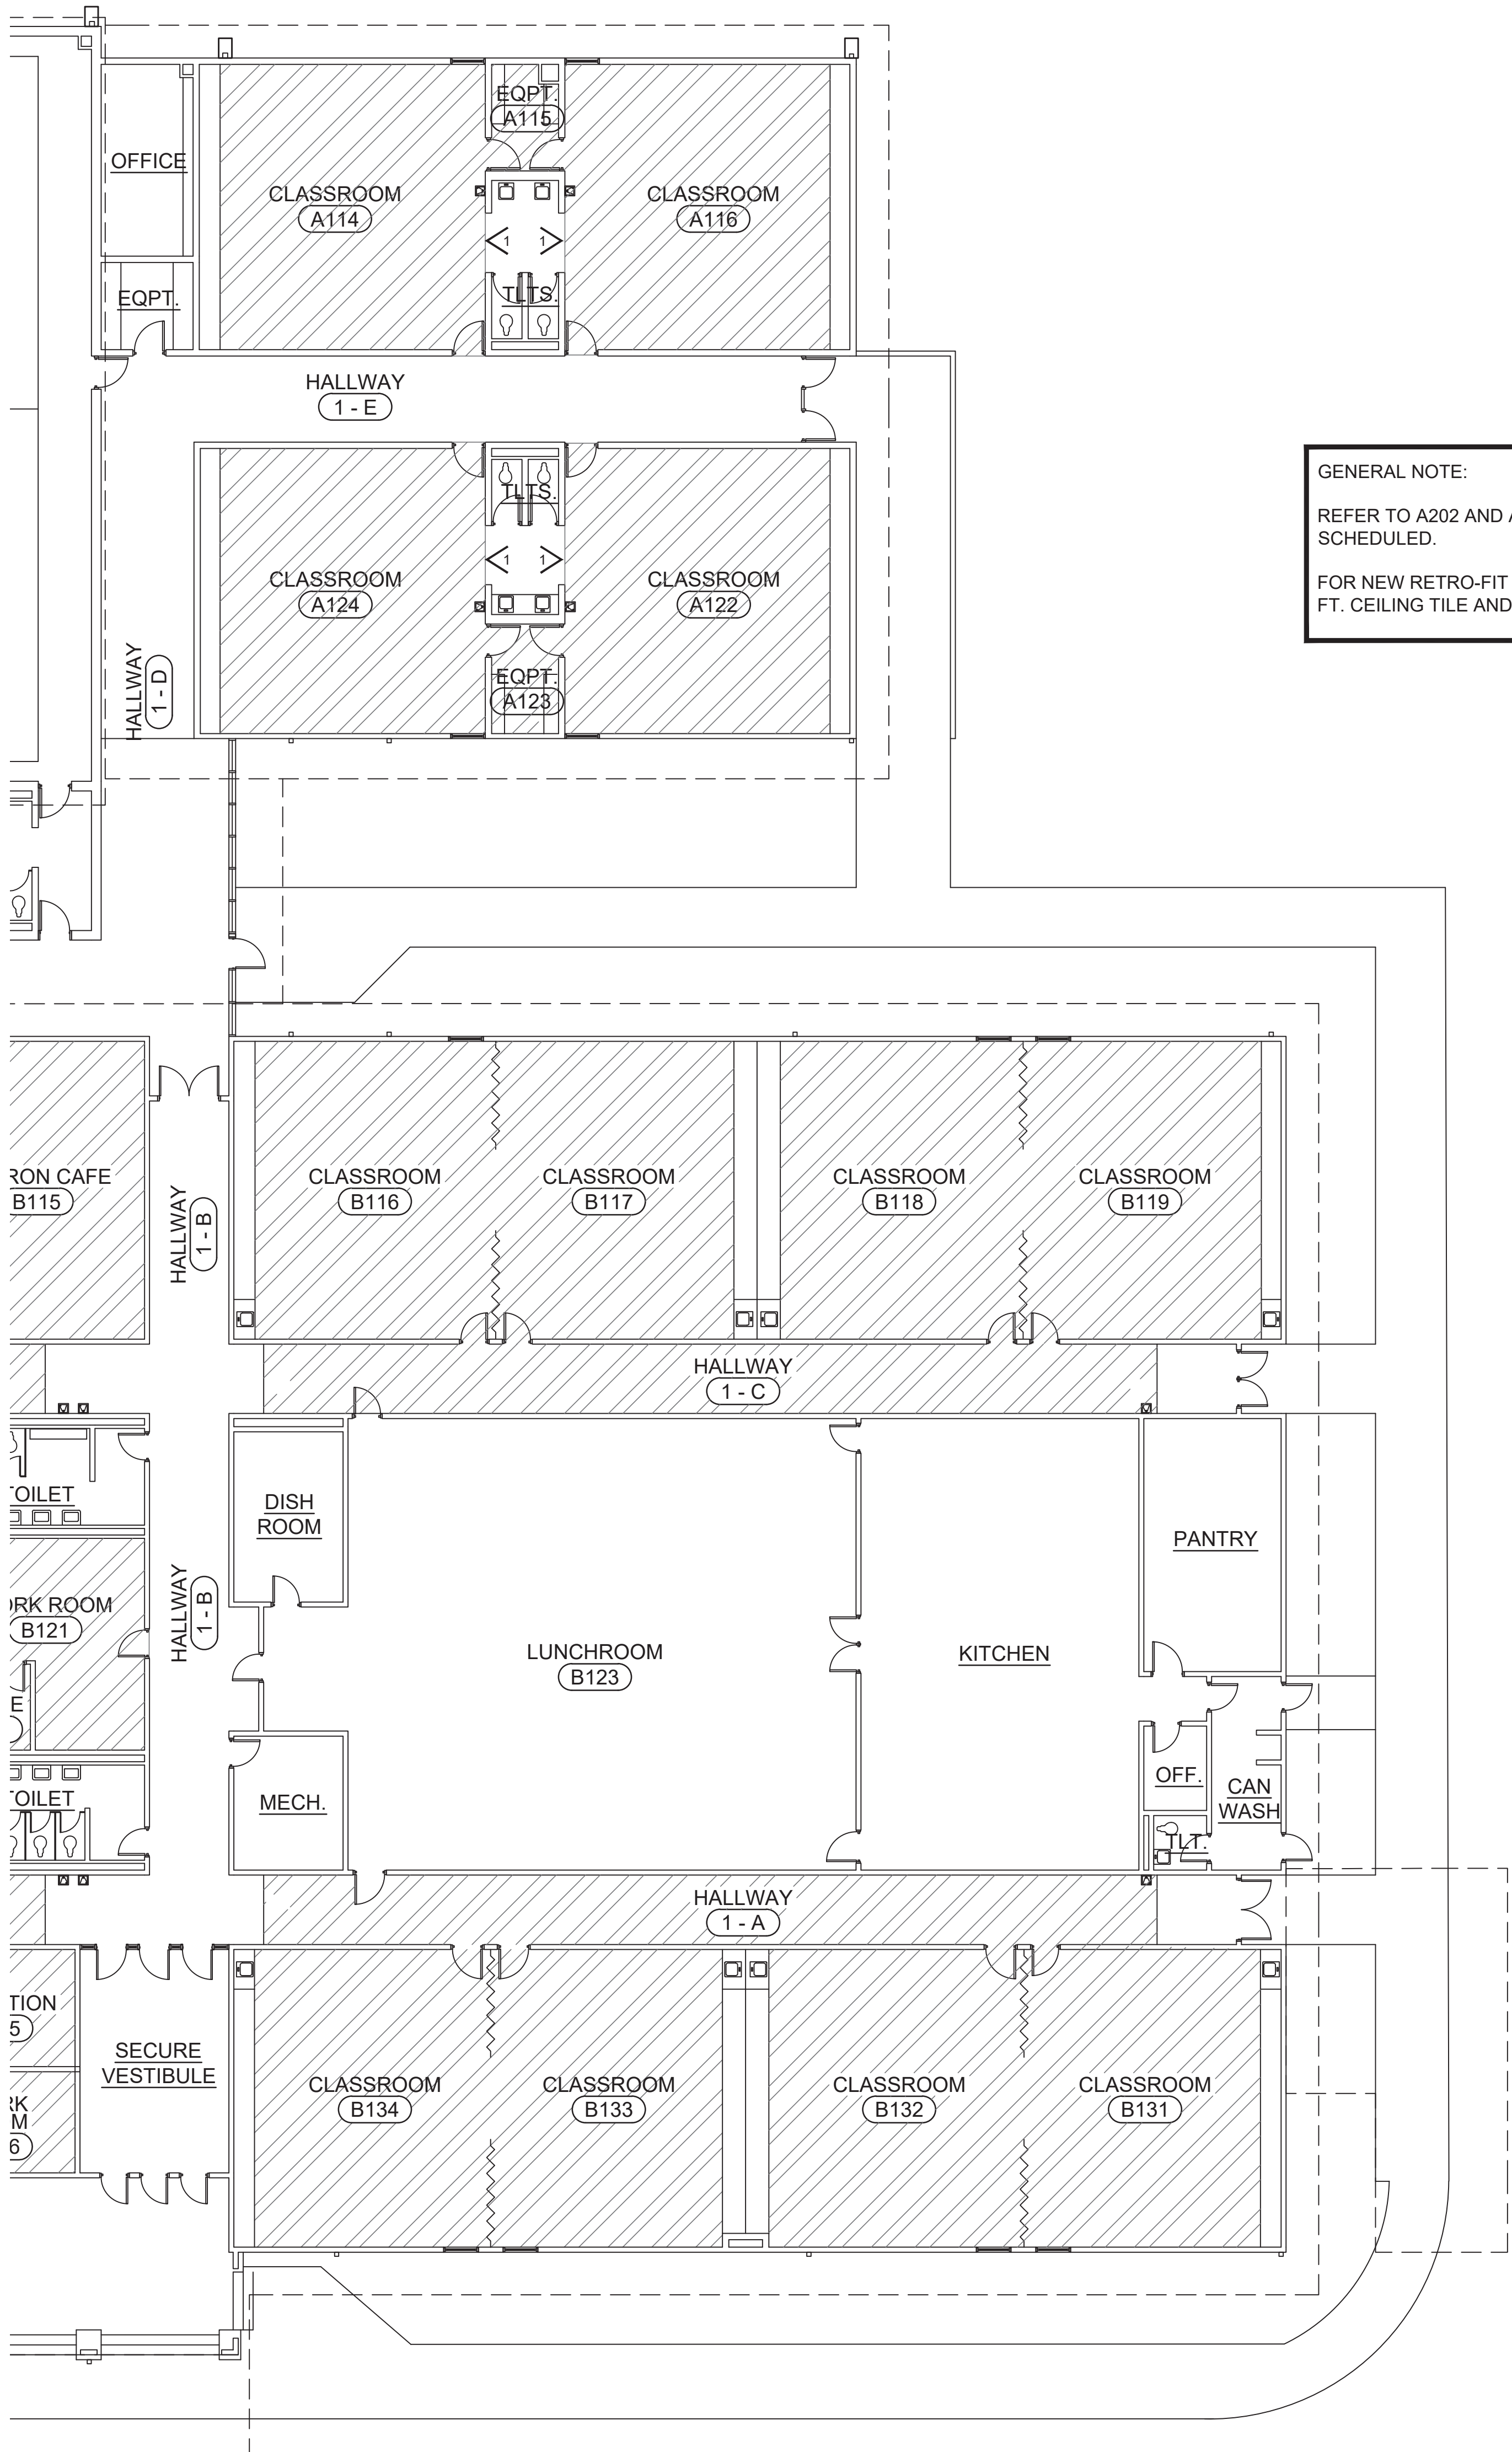 EQPT.
A115
OFFICE
CLASSROOM
A114
CLASSROOM
A116
1
1
EQPT.
TLTS.
HALLWAY
1 - E
GENERAL NOTE:
REFER TO A202 AND
SCHEDULED.
FOR NEW RETRO-FIT
FT. CEILING TILE AND
TLTS.
1
1
CLASSROOM
A124
CLASSROOM
A122
HALLWAY
1 - D
EQPT.
A123
RON CAFE
B115
HALLWAY
1 - B
CLASSROOM
B116
CLASSROOM
B117
CLASSROOM
B118
CLASSROOM
B119
HALLWAY
1 - C
TOILET
DISH
ROOM
PANTRY
ORK ROOM
B121
HALLWAY
1 - B
LUNCHROOM
B123
KITCHEN
E
TOILET
MECH.
OFF.
CAN
WASH
TLT.
HALLWAY
1 - A
TION
5
SECURE
VESTIBULE
RK
M
6
CLASSROOM
B134
CLASSROOM
B133
CLASSROOM
B132
CLASSROOM
B131